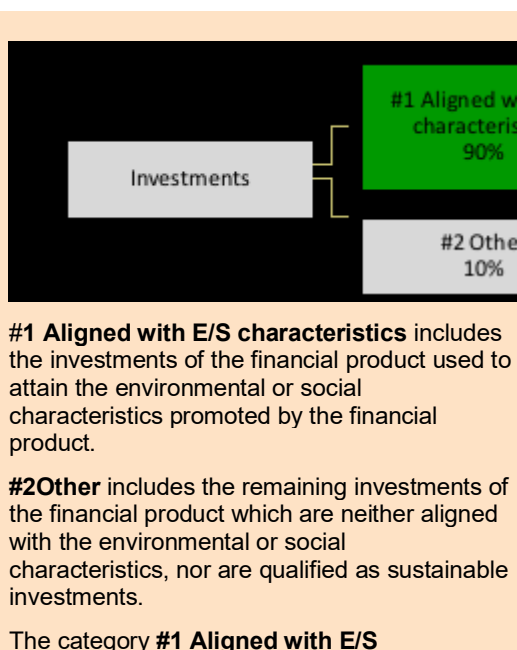 #1 Aligned w
characteris
90%
Investments
#2 Othe
10%
#1 Aligned with E/S characteristics includes
the investments of the financial product used to
attain the environmental or social
characteristics promoted by the financial
product.
#2Other includes the remaining investments of
the financial product which are neither aligned
with the environmental or social
characteristics, nor are qualified as sustainable
investments.
The category #1 Aligned with E/S